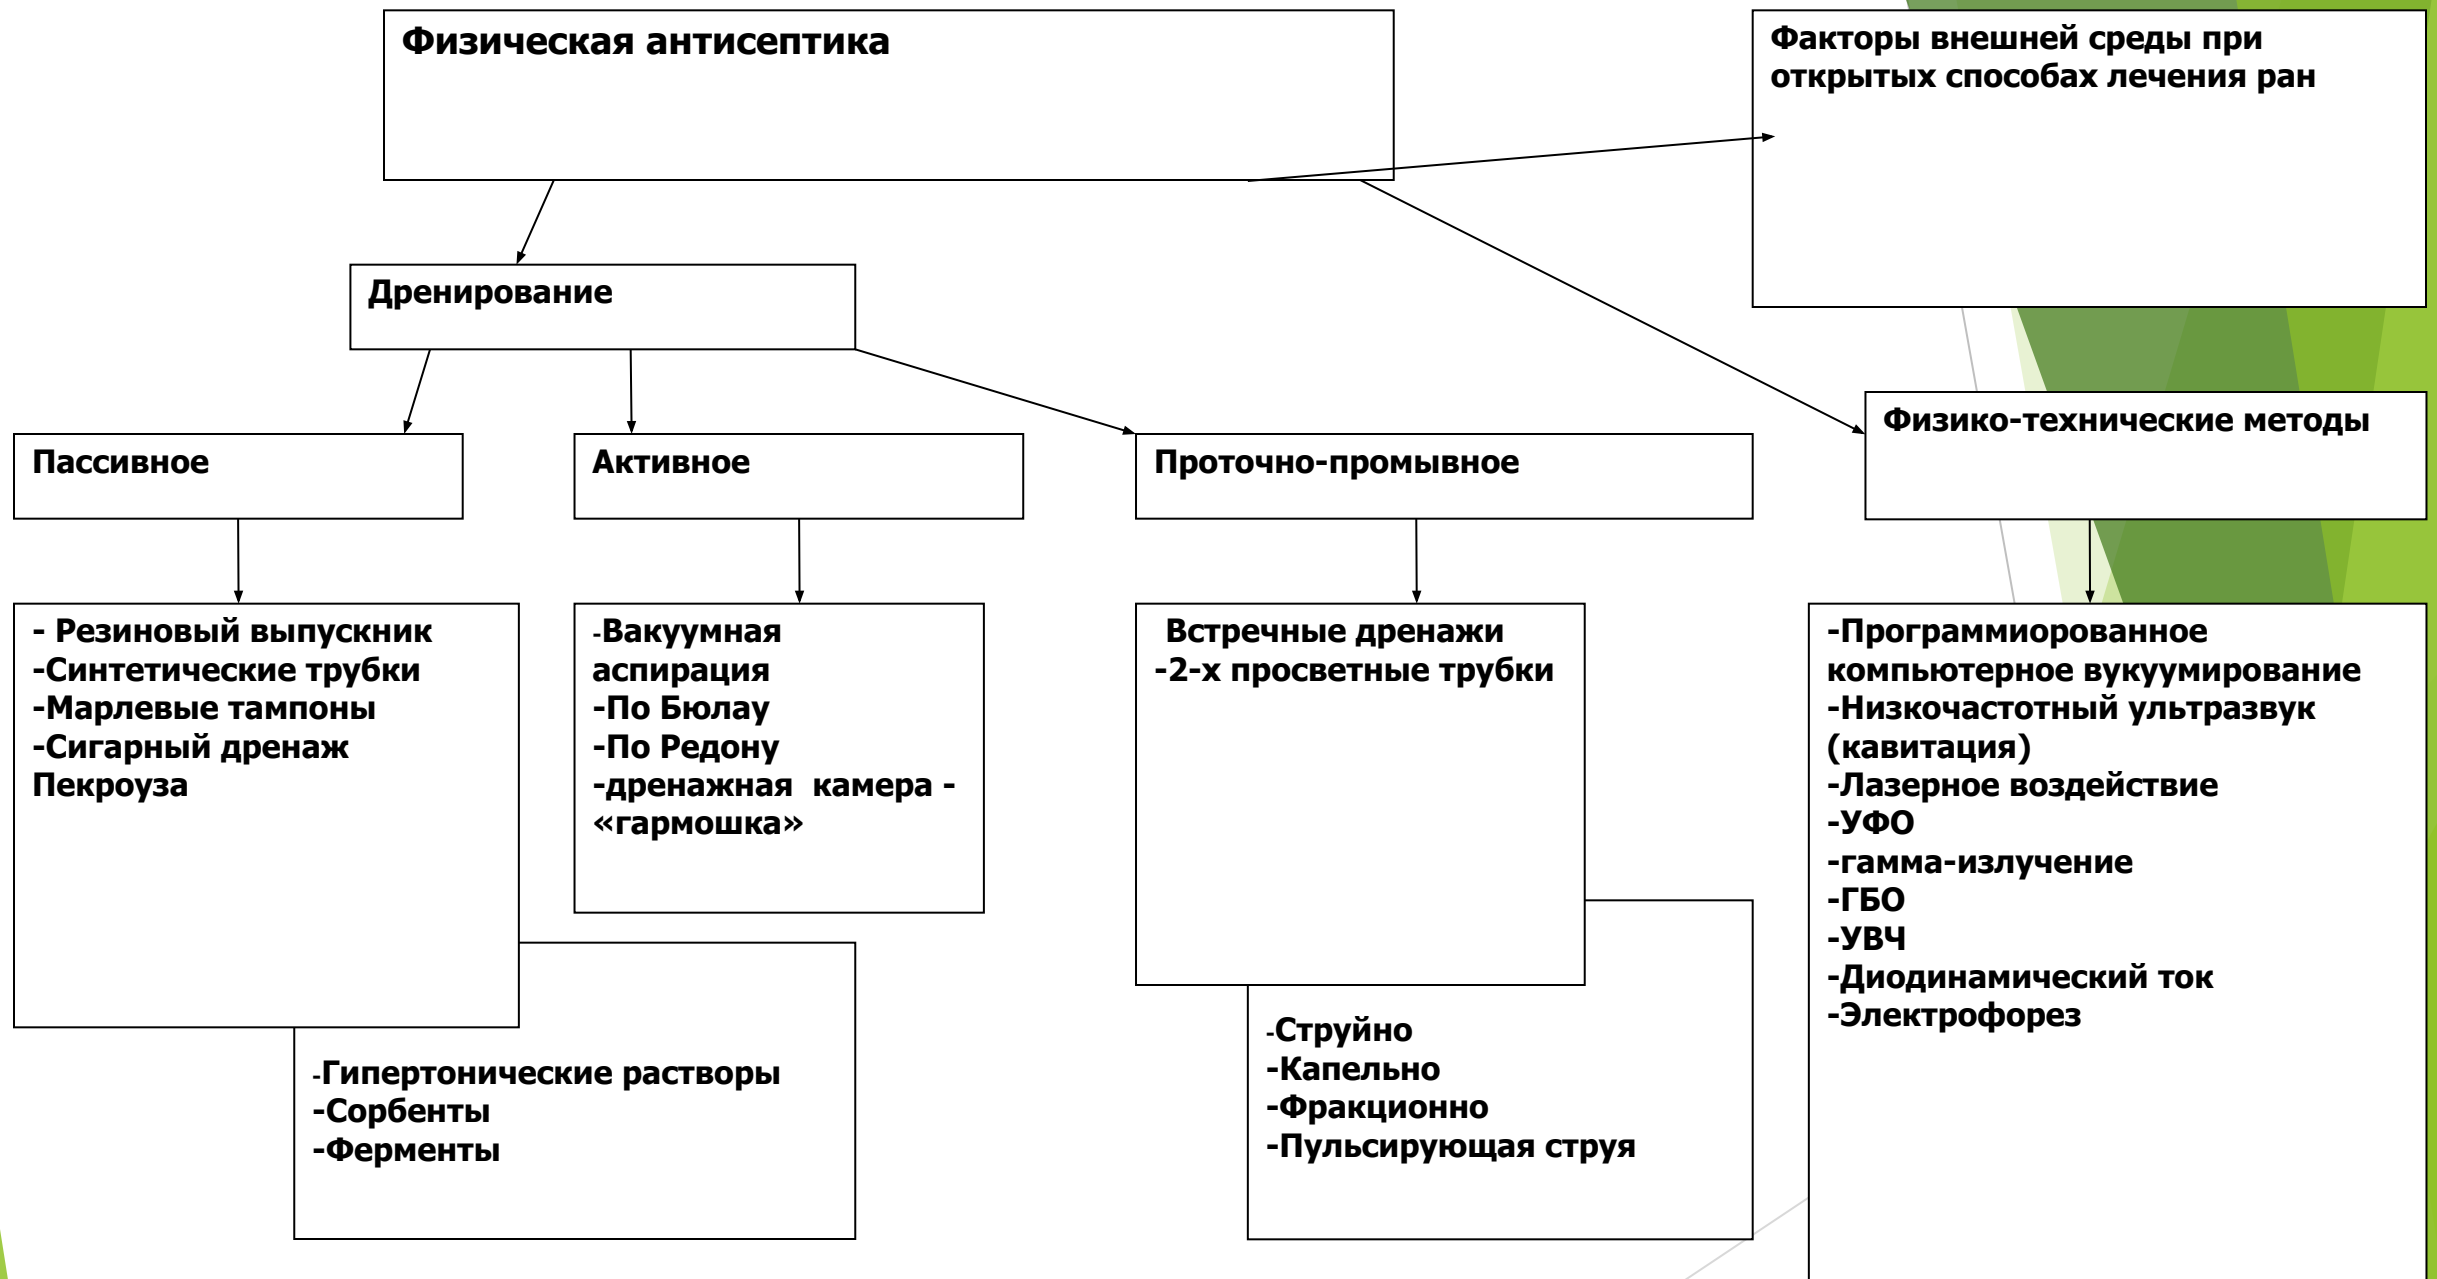 Физическая антисептика
Факторы внешней среды при
открытых способах лечения ран
Дренирование
Физико-технические методы
Пассивное
Активное
Проточно-промывное
- Резиновый выпускник
-Синтетические трубки
-Марлевые тампоны
-Сигарный дренаж
Пекроуза
-Гипертонические растворы
-Сорбенты
-Ферменты
-Вакуумная
аспирация
-По Бюлау
-По Редону
-дренажная камера -
«гармошка»
Встречные дренажи
-2-х просветные трубки
-Струйно
-Капельно
-Фракционно
-Пульсирующая струя
-Программиорованное
компьютерное вукуумирование
-Низкочастотный ультразвук
(кавитация)
-Лазерное воздействие
-УФО
-гамма-излучение
-ГБО
-УВЧ
-Диодинамический ток
-Электрофорез